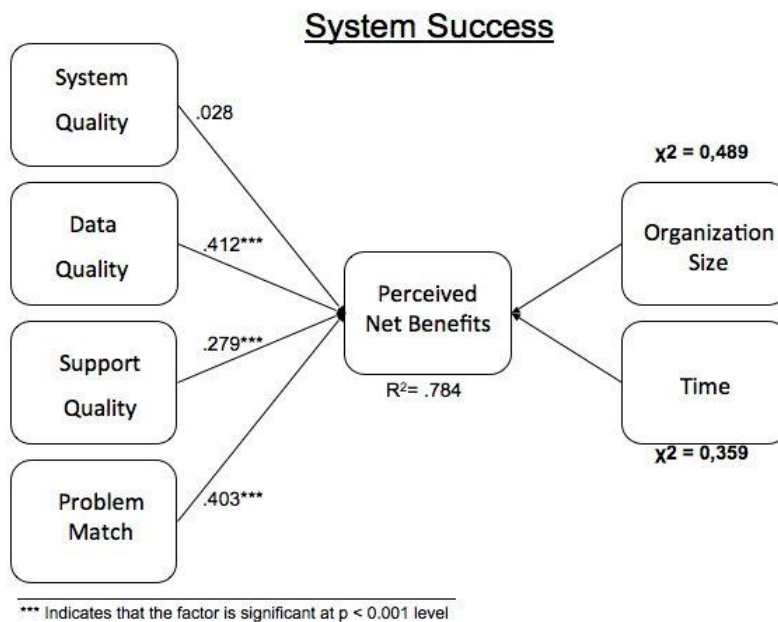 System Success
System
Quality
.028
Data
Quality
.412***
Support
Quality
.279***
Problem
Match
.403***
Perceived
Net Benefits
R²= .784
χ2 = 0,489
Organization
Size
Time
χ2 = 0,359
*** Indicates that the factor is significant at p < 0.001 level